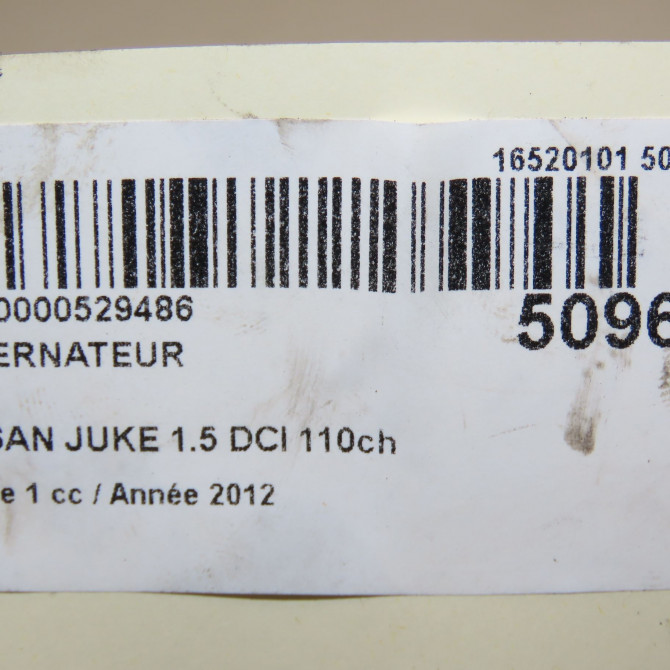 16520101 50
0000529486
5096
ERNATEUR
SAN JUKE 1.5 DCI 110ch
e 1 cc / Année 2012